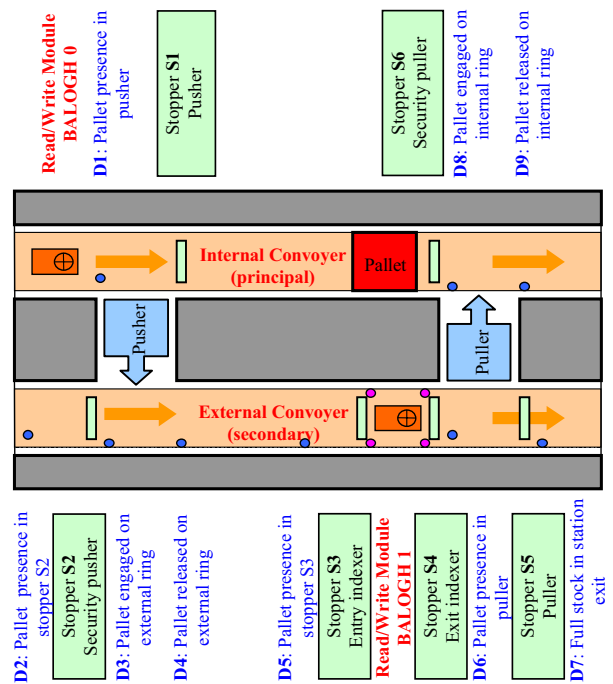 Read/Write Module
BALOGH 0
D1: Pallet presence in
pusher
Stopper S1
Pusher
Stopper S6
Security puller
D8: Pallet engaged on
internal ring
D9: Pallet released on
internal ring
Internal Convoyer
(principal)
Pallet
Pusher
Puller
External Convoyer
(secondary)
D2: Pallet presence in
stopper S2
Stopper S2
Security pusher
D3: Pallet engaged on
external ring
D4: Pallet released on
external ring
D5: Pallet presence in
stopper S3
Stopper S3
Entry indexer
Read/Write Module
BALOGH 1
Stopper S4
Exit indexer
D6: Pallet presence in
puller
Stopper S5
Puller
D7: Full stock in station
exit